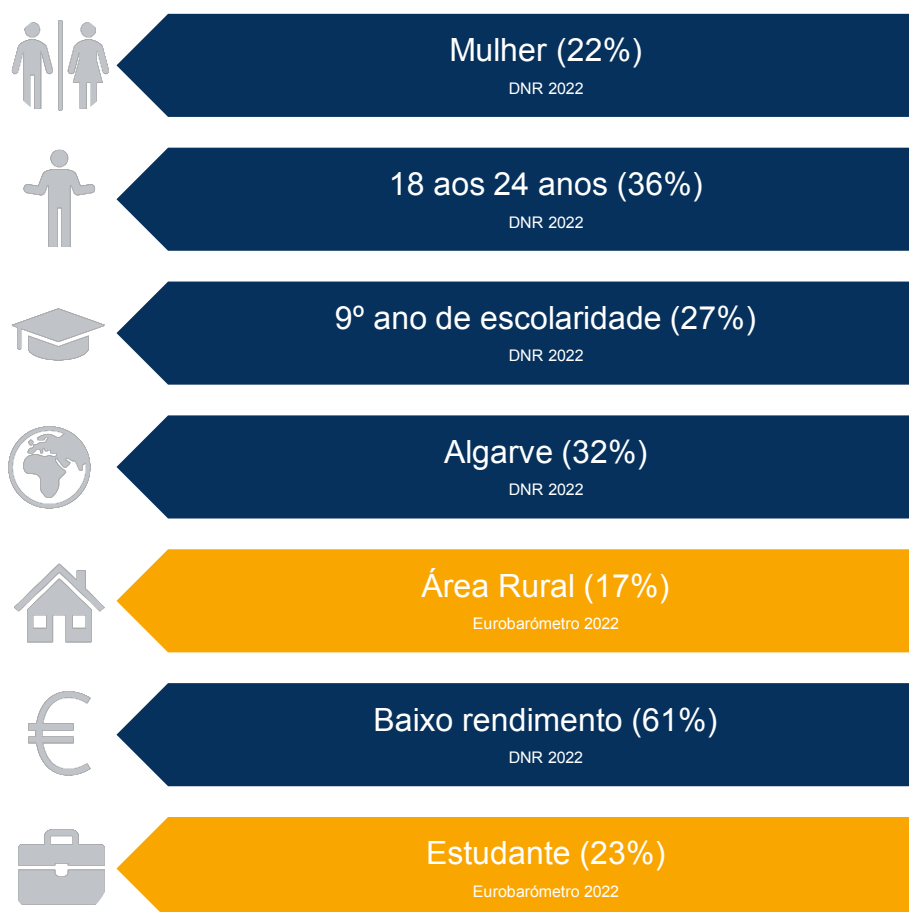 Mulher (22%)
DNR 2022
18 aos 24 anos (36%)
DNR 2022
9º ano de escolaridade (27%)
DNR 2022
Algarve (32%)
DNR 2022
Área Rural (17%)
Eurobarómetro 2022
Baixo rendimento (61%)
DNR 2022
Estudante (23%)
Eurobarómetro 2022